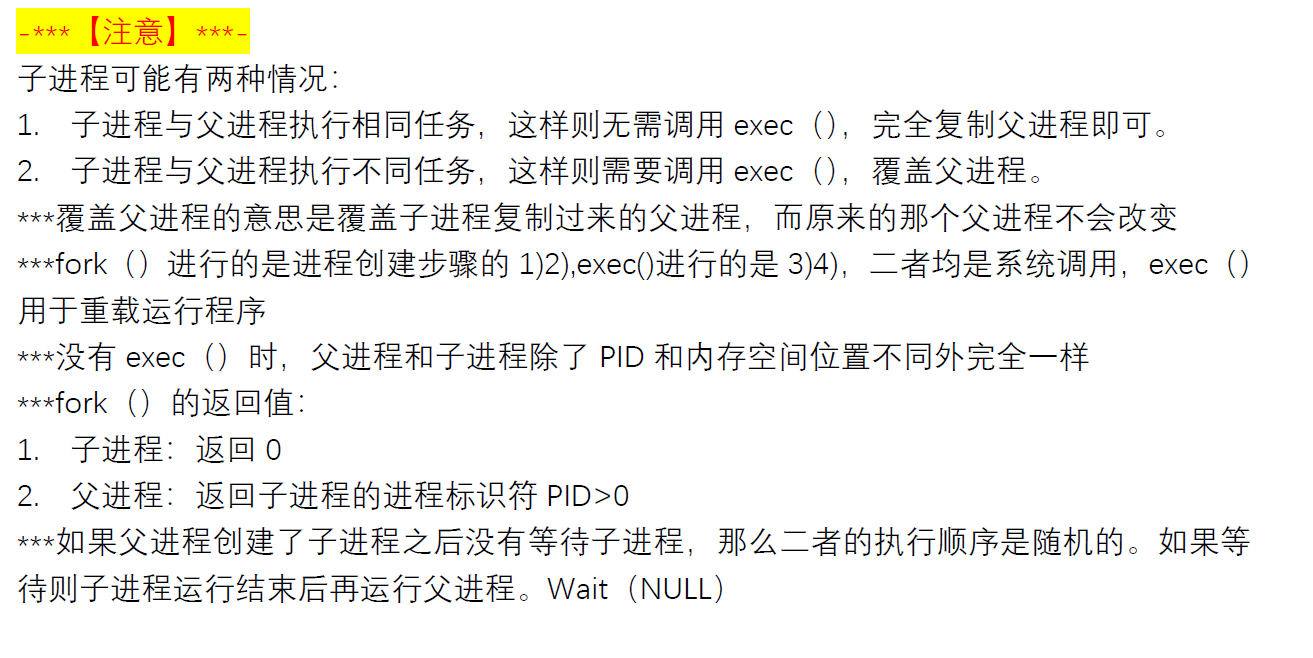 -***【注意】***-
子进程可能有两种情况：
1. 子进程与父进程执行相同任务，这样则无需调用 exec（），完全复制父进程即可。
2. 子进程与父进程执行不同任务，这样则需要调用 exec（），覆盖父进程。
***覆盖父进程的意思是覆盖子进程复制过来的父进程，而原来的那个父进程不会改变
***fork（）进行的是进程创建步骤的 1)2),exec()进行的是 3)4)，二者均是系统调用，exec（）
用于重载运行程序
***没有 exec（）时，父进程和子进程除了 PID 和内存空间位置不同外完全一样
***fork（）的返回值：
1. 子进程：返回 0
2. 父进程：返回子进程的进程标识符 PID>0
***如果父进程创建了子进程之后没有等待子进程，那么二者的执行顺序是随机的。如果等
待则子进程运行结束后再运行父进程。Wait（NULL）